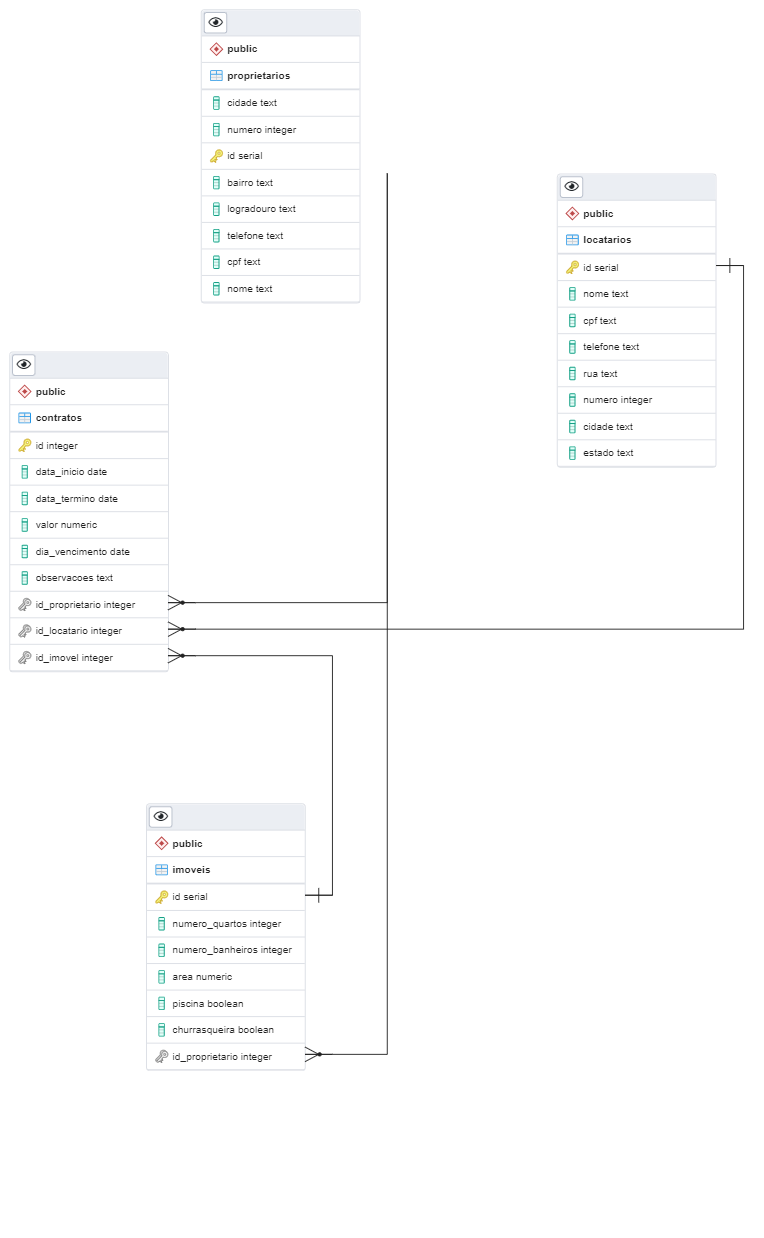 public
proprietarios
cidade text
numero integer
id serial
bairro text
logradouro text
telefone text
cpf text
nome text
public
locatarios
id serial
nome text
cpf text
telefone text
rua text
numero integer
cidade text
estado text
public
contratos
id integer
data_inicio date
data_termino date
valor numeric
dia_vencimento date
observacoes text
id_proprietario integer
id_locatario integer
id_imovel integer
public
imoveis
id serial
numero_quartos integer
numero_banheiros integer
area numeric
piscina boolean
churrasqueira boolean
id_proprietario integer